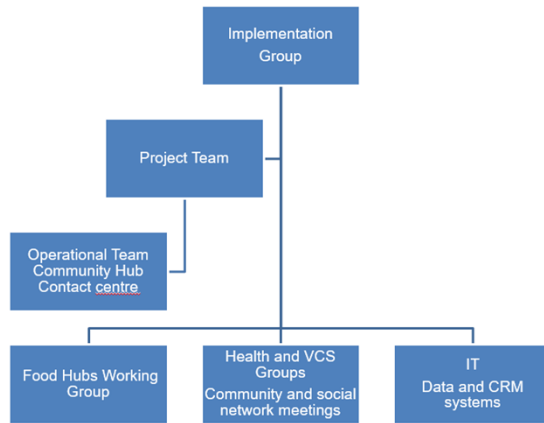 Implementation
Group
Project Team
Operational Team
Community Hub
Contact centre
Food Hubs Working
Group
Health and VCS
Groups
Community and social
network meetings
IT
Data and CRM
systems